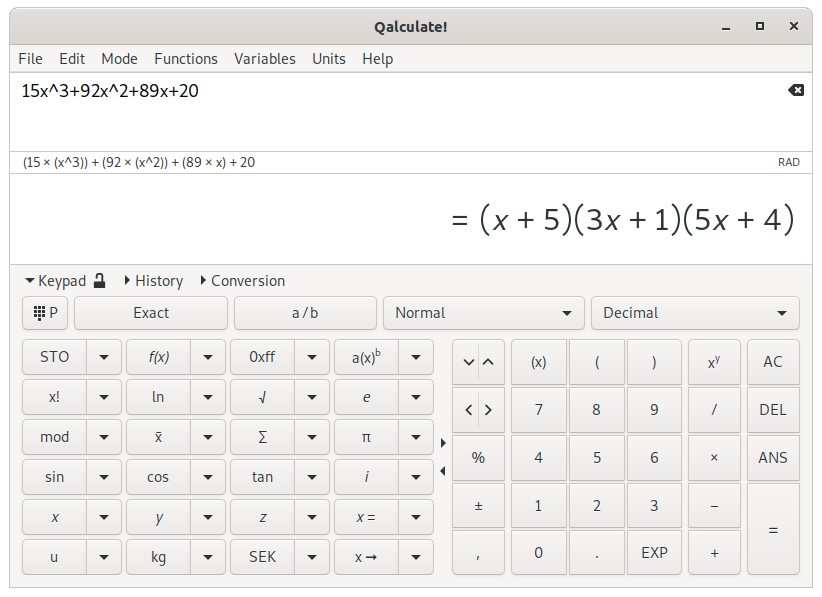 Qalculate!
File Edit Mode Functions Variables Units Help
15x^3+92x^2+89x+20
(15 × (x^3)) + (92 × (x^2)) + (89 × x) + 20 RAD
= (x + 5)(3x + 1)(5x + 4)
Keypad History Conversion
P Exact a / b Normal Decimal
STO f(x) 0xff a(x)ᵇ (x) ( ) xʸ AC
x! ln √ e 7 8 9 / DEL
mod x̄ Σ π % 4 5 6 × ANS
sin cos tan i ± 1 2 3 −
x y z x = , 0 . EXP + =
u kg SEK x →